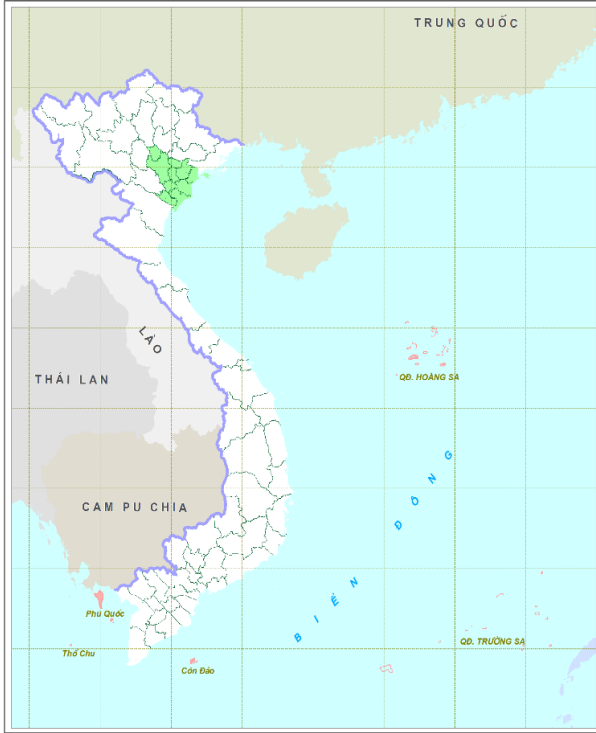 TRUNG QUỐC
LÀO
THÁI LAN
QĐ. HOÀNG SA
CAM PU CHIA
BIỂN ĐÔNG
Phú Quốc
QĐ. TRƯỜNG SA
Thổ Chu
Côn Đảo